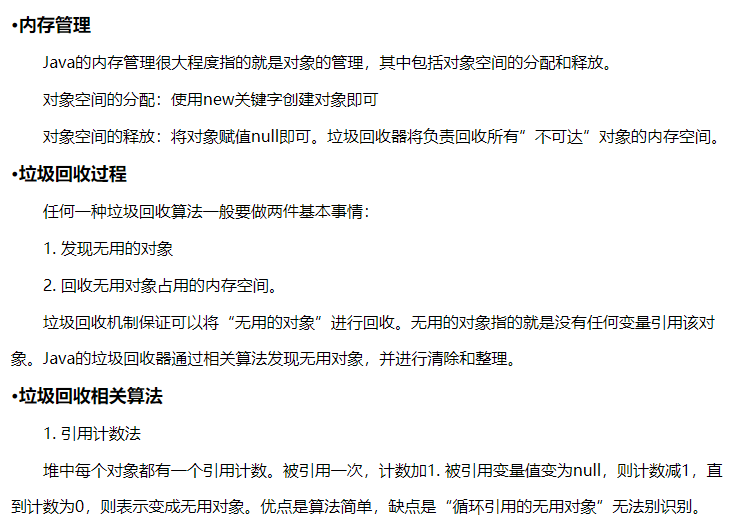 •内存管理
Java的内存管理很大程度指的就是对象的管理，其中包括对象空间的分配和释放。
对象空间的分配：使用new关键字创建对象即可
对象空间的释放：将对象赋值null即可。垃圾回收器将负责回收所有”不可达”对象的内存空间。
•垃圾回收过程
任何一种垃圾回收算法一般要做两件基本事情：
1. 发现无用的对象
2. 回收无用对象占用的内存空间。
垃圾回收机制保证可以将“无用的对象”进行回收。无用的对象指的就是没有任何变量引用该对
象。Java的垃圾回收器通过相关算法发现无用对象，并进行清除和整理。
•垃圾回收相关算法
1. 引用计数法
堆中每个对象都有一个引用计数。被引用一次，计数加1. 被引用变量值变为null，则计数减1，直
到计数为0，则表示变成无用对象。优点是算法简单，缺点是“循环引用的无用对象”无法别识别。